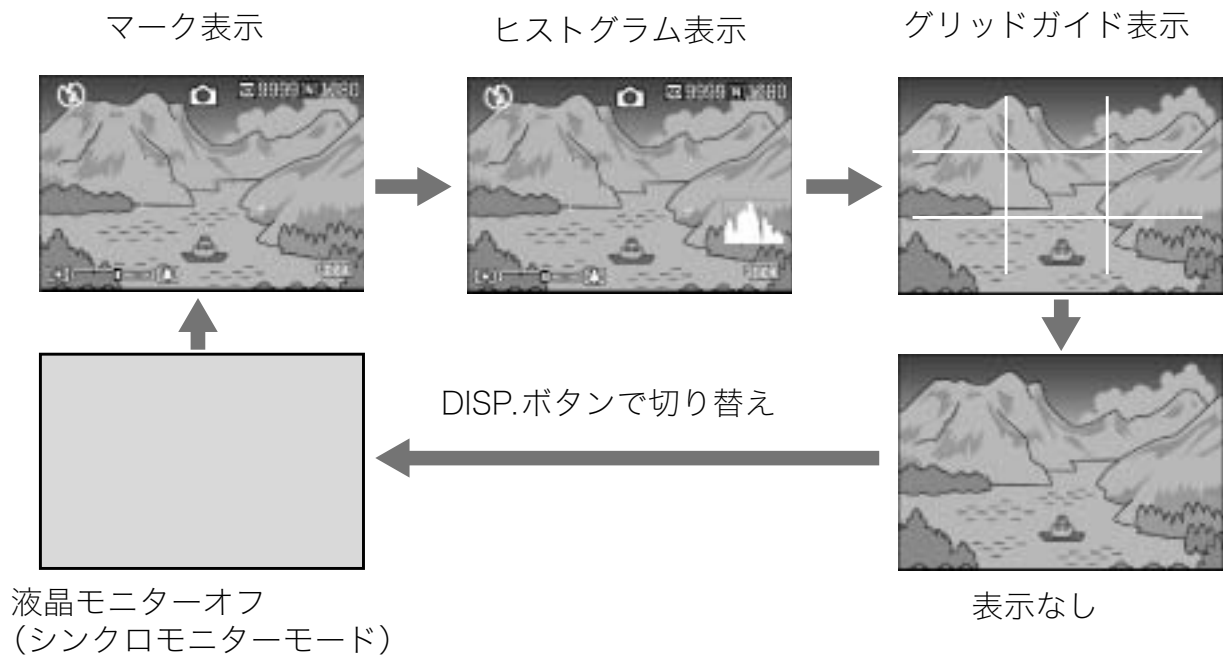 マーク表示
ヒストグラム表示
グリッドガイド表示
DISP.ボタンで切り替え
液晶モニターオフ
（シンクロモニターモード）
表示なし